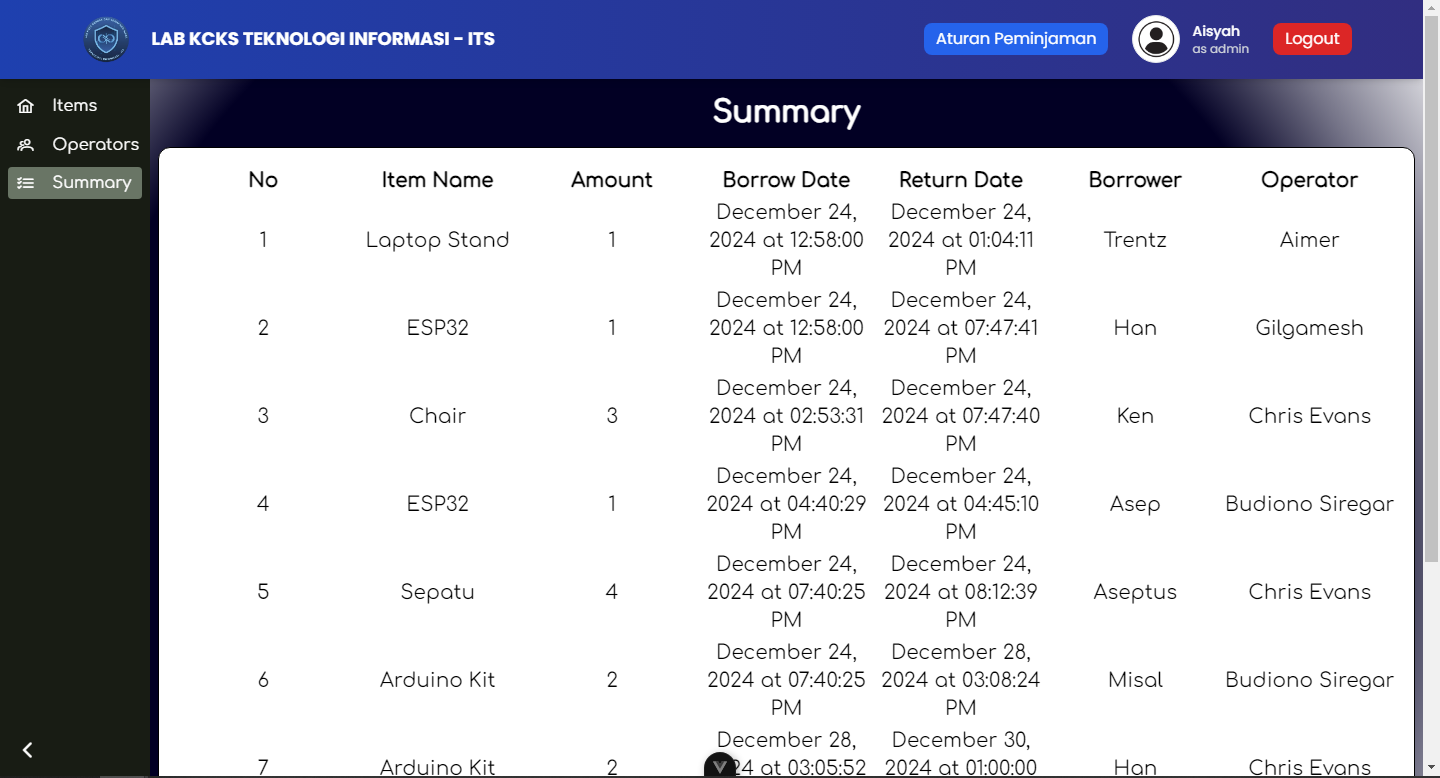 LAB KCKS TEKNOLOGI INFORMASI - ITS
Aturan Peminjaman
Aisyah
as admin
Logout
Items
Operators
Summary
Summary
No Item Name Amount Borrow Date Return Date Borrower Operator
December 24, December 24,
1 Laptop Stand 1 2024 at 12:58:00 2024 at 01:04:11 Trentz Aimer
PM PM
December 24, December 24,
2 ESP32 1 2024 at 12:58:00 2024 at 07:47:41 Han Gilgamesh
PM PM
December 24, December 24,
3 Chair 3 2024 at 02:53:31 2024 at 07:47:40 Ken Chris Evans
PM PM
December 24, December 24,
4 ESP32 1 2024 at 04:40:29 2024 at 04:45:10 Asep Budiono Siregar
PM PM
December 24, December 24,
5 Sepatu 4 2024 at 07:40:25 2024 at 08:12:39 Aseptus Chris Evans
PM PM
December 24, December 28,
6 Arduino Kit 2 2024 at 07:40:25 2024 at 03:08:24 Misal Budiono Siregar
PM PM
December 28, December 30,
7 Arduino Kit 2 24 at 03:05:52 2024 at 01:00:00 Han Chris Evans